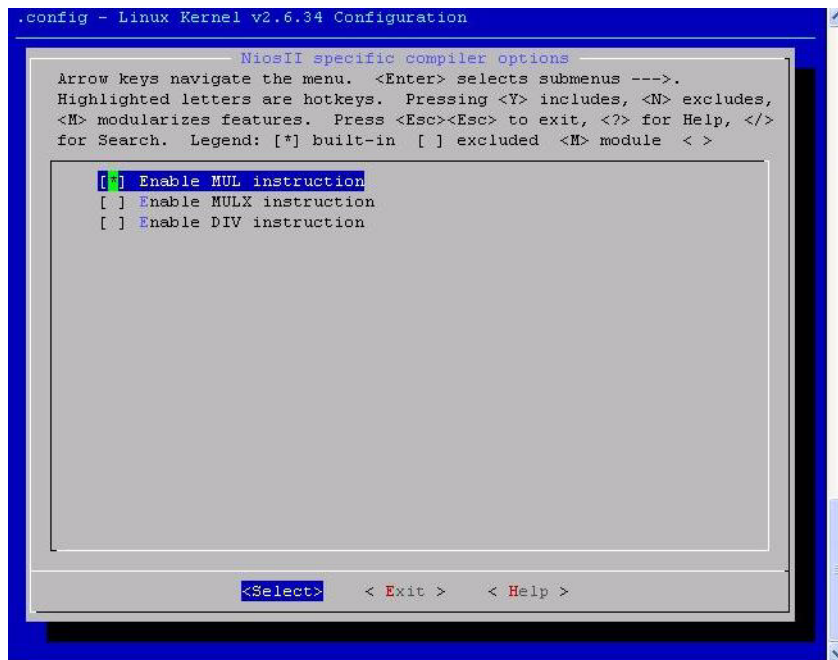 .config - Linux Kernel v2.6.34 Configuration
NiosII specific compiler options
Arrow keys navigate the menu.  <Enter> selects submenus --->.
Highlighted letters are hotkeys.  Pressing <Y> includes, <N> excludes,
<M> modularizes features.  Press <Esc><Esc> to exit, <?> for Help, </>
for Search.  Legend: [*] built-in  [ ] excluded  <M> module  < >
[*] Enable MUL instruction
[ ] Enable MULX instruction
[ ] Enable DIV instruction
<Select>    < Exit >    < Help >